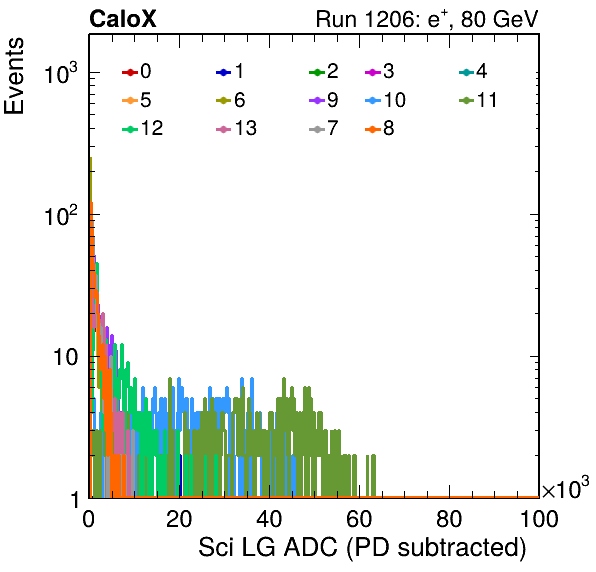 CaloX Run 1206: e⁺, 80 GeV
Events
10³
0 1 2 3 4
5 6 9 10 11
12 13 7 8
10²
10
1
0 20 40 60 80 100 ×10³
Sci LG ADC (PD subtracted)